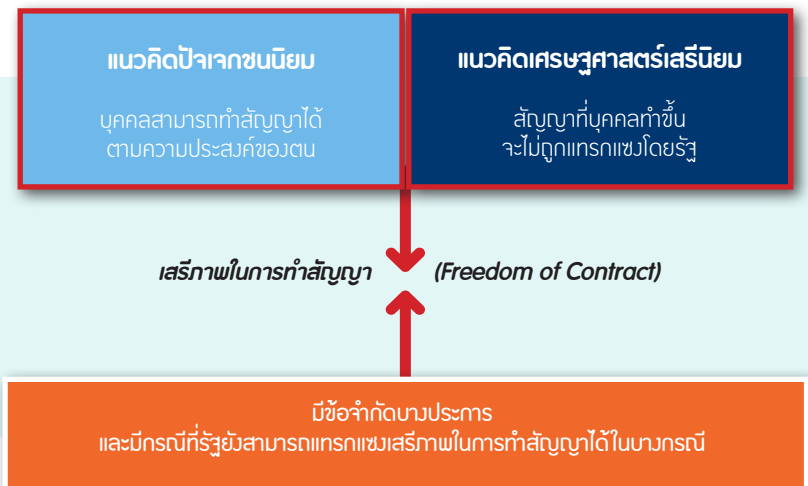 แนวคิดปัจเจกชนนิยม
บุคคลสามารถทำสัญญาได้
ตามความประสงค์ของตน
แนวคิดเศรษฐศาสตร์เสรีนิยม
สัญญาที่บุคคลทำขึ้น
จะไม่ถูกแทรกแซงโดยรัฐ
เสรีภาพในการทำสัญญา (Freedom of Contract)
มีข้อจำกัดบางประการ
และมีกรณีที่รัฐยังสามารถแทรกแซงเสรีภาพในการทำสัญญาได้ในบางกรณี